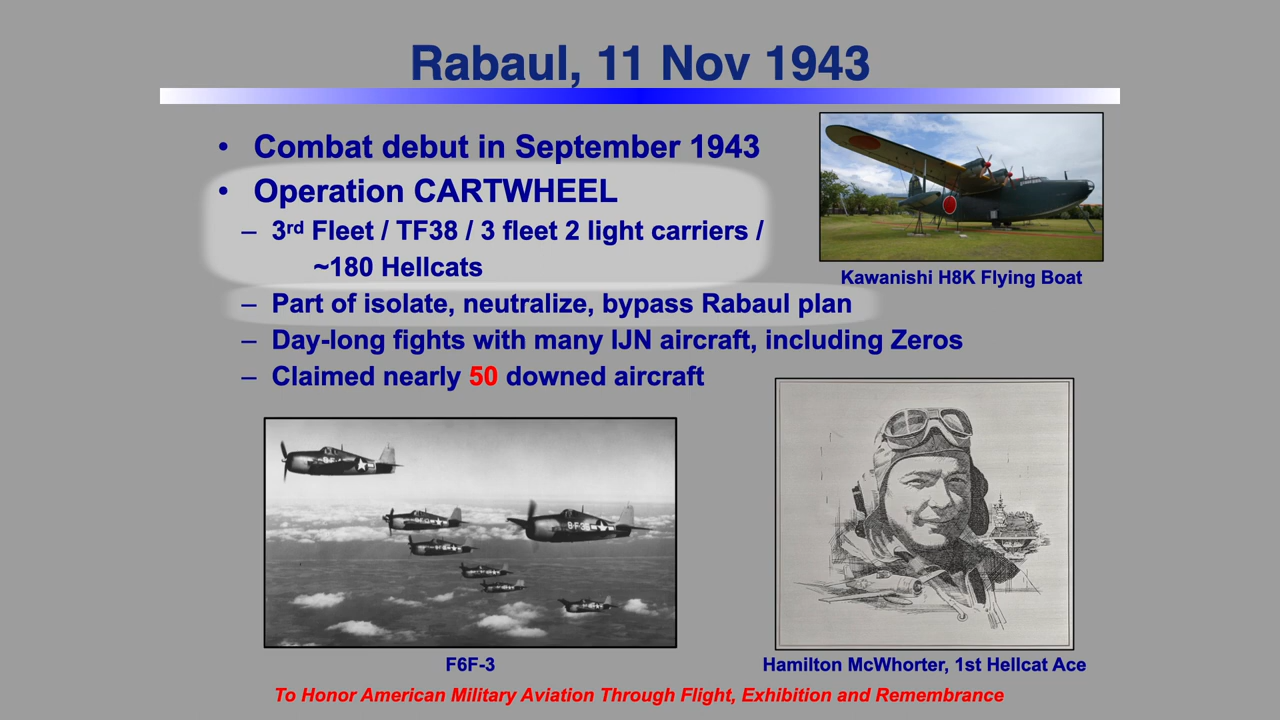 Rabaul, 11 Nov 1943
• Combat debut in September 1943
• Operation CARTWHEEL
– 3rd Fleet / TF38 / 3 fleet 2 light carriers /
~180 Hellcats
– Part of isolate, neutralize, bypass Rabaul plan
– Day-long fights with many IJN aircraft, including Zeros
– Claimed nearly 50 downed aircraft
Kawanishi H8K Flying Boat
F6F-3
Hamilton McWhorter, 1st Hellcat Ace
To Honor American Military Aviation Through Flight, Exhibition and Remembrance